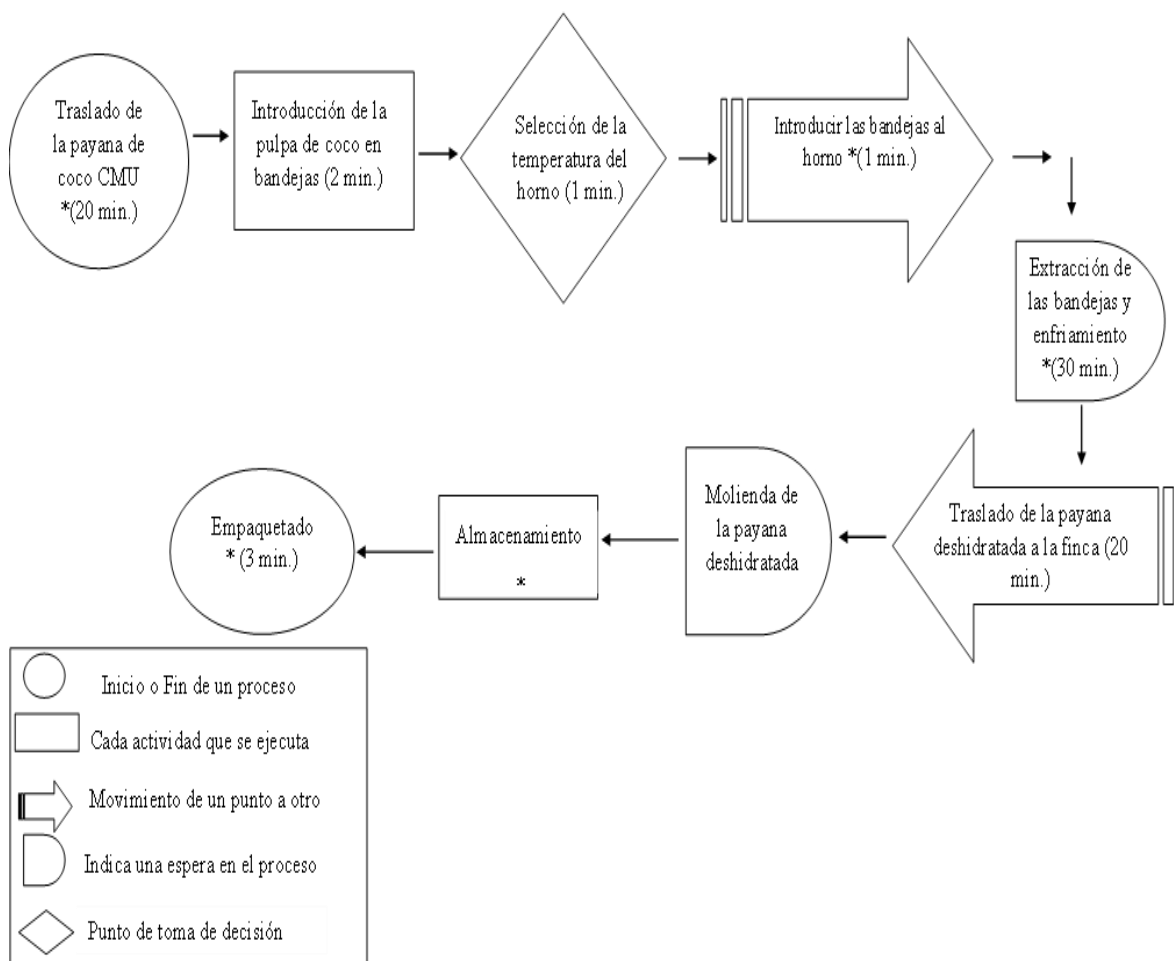 Traslado de
la payana de
coco CMU
*(20 min.)
Introducción de la
pulpa de coco en
bandejas (2 min.)
Selección de la
temperatura del
horno (1 min.)
Introducir las bandejas al
horno *(1 min.)
Extracción de
las bandejas y
enfriamiento
*(30 min.)
Traslado de la payana
deshidratada a la finca (20
min.)
Molienda de
la payana
deshidratada
Almacenamiento
*
Empaquetado
* (3 min.)
Inicio o Fin de un proceso
Cada actividad que se ejecuta
Movimiento de un punto a otro
Indica una espera en el proceso
Punto de toma de decisión